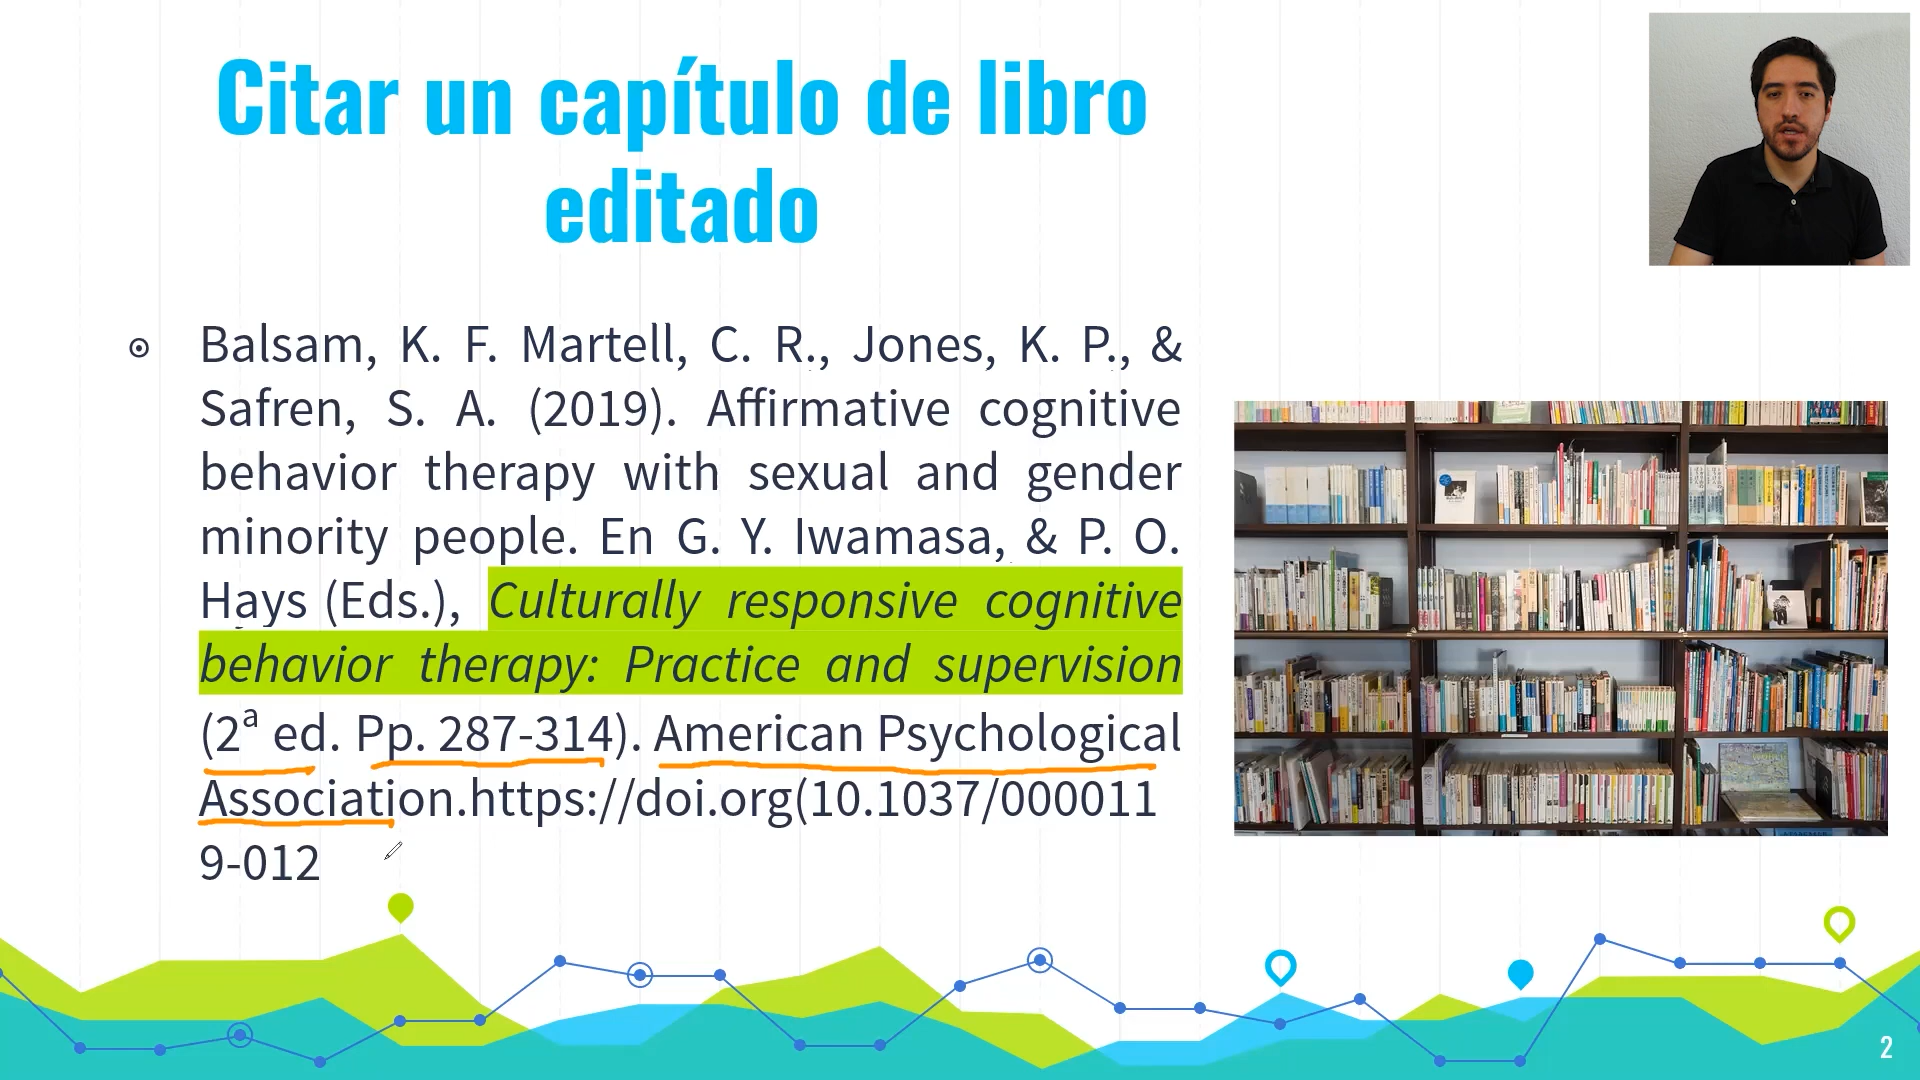 Citar un capítulo de libro
editado
Balsam, K. F. Martell, C. R., Jones, K. P., &
Safren, S. A. (2019). Affirmative cognitive
behavior therapy with sexual and gender
minority people. En G. Y. Iwamasa, & P. O.
Hays (Eds.), Culturally responsive cognitive
behavior therapy: Practice and supervision
(2ª ed. Pp. 287-314). American Psychological
Association.https://doi.org(10.1037/000011
9-012
2